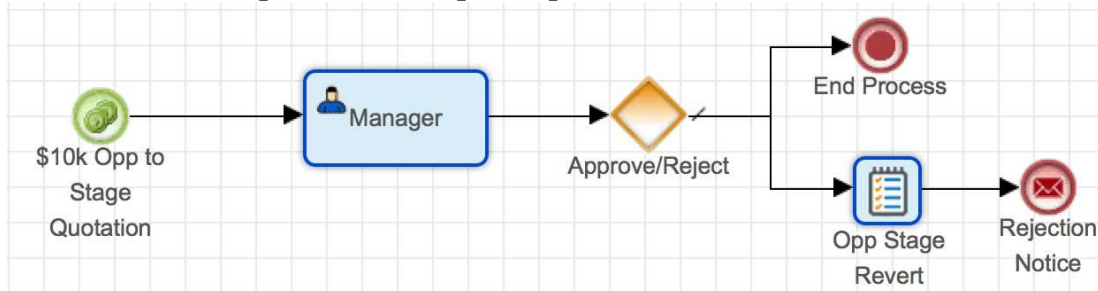 $10k Opp to
Stage
Quotation
Manager
Approve/Reject
End Process
Opp Stage
Revert
Rejection
Notice